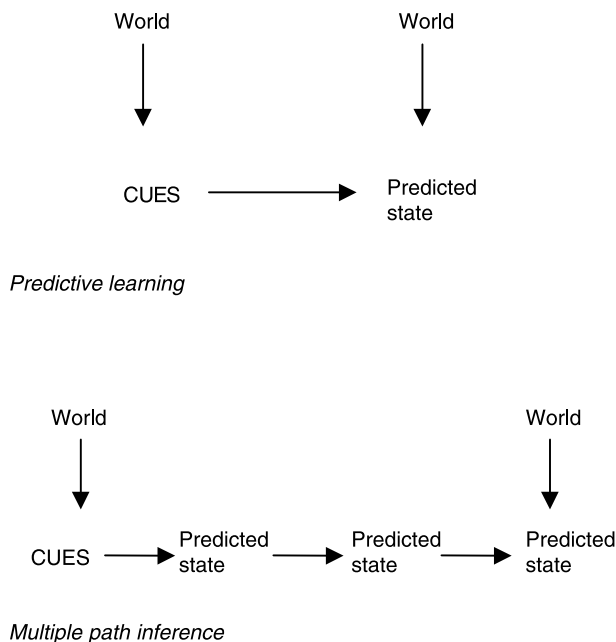 World World
CUES Predicted
state
Predictive learning
World World
CUES Predicted Predicted Predicted
state state state
Multiple path inference